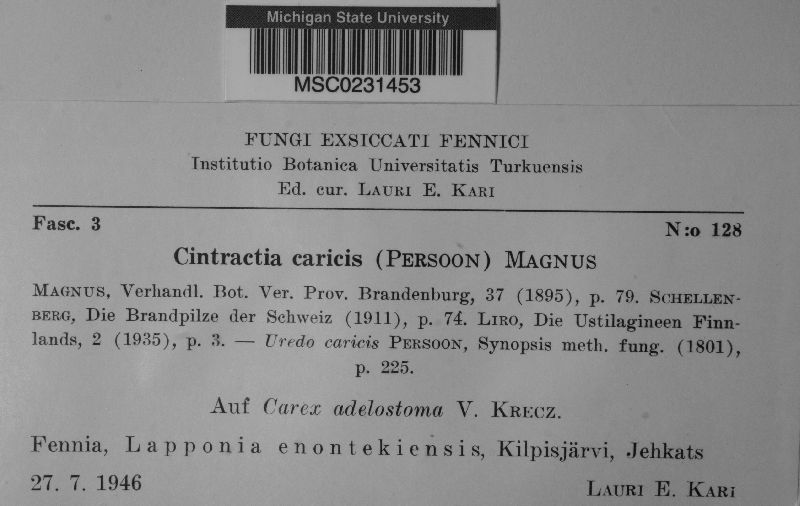 Michigan State University
MSC0231453
FUNGI EXSICCATI FENNICI
Institutio Botanica Universitatis Turkuensis
Ed. cur. LAURI E. KARI
Fasc. 3 N:o 128
Cintractia caricis (PERSOON) MAGNUS
MAGNUS, Verhandl. Bot. Ver. Prov. Brandenburg, 37 (1895), p. 79. SCHELLEN-
BERG, Die Brandpilze der Schweiz (1911), p. 74. LIRO, Die Ustilagineen Finn-
lands, 2 (1935), p. 3. — Uredo caricis PERSOON, Synopsis meth. fung. (1801),
p. 225.
Auf Carex adelostoma V. KRECZ.
Fennia, Lapponia enontekiensis, Kilpisjärvi, Jehkats
27. 7. 1946 LAURI E. KARI